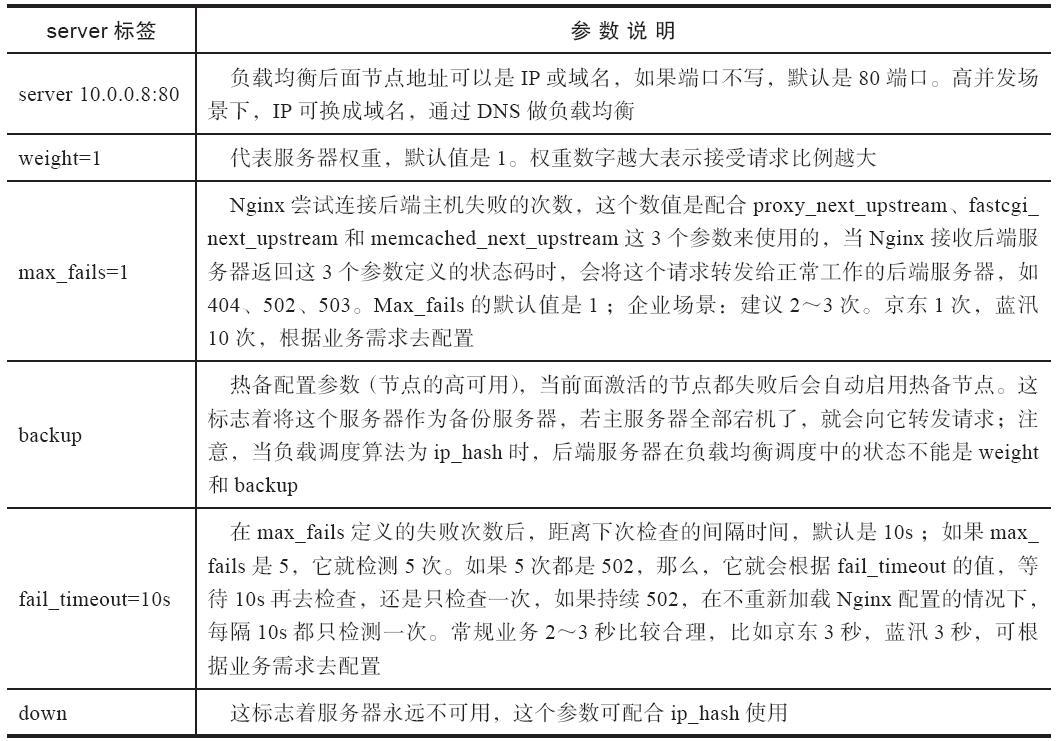 server 标签 参 数 说 明
server 10.0.0.8:80
负载均衡后面节点地址可以是 IP 或域名，如果端口不写，默认是 80 端口。高并发场
景下，IP 可换成域名，通过 DNS 做负载均衡
weight=1
代表服务器权重，默认值是 1。权重数字越大表示接受请求比例越大
max_fails=1
Nginx 尝试连接后端主机失败的次数，这个数值是配合 proxy_next_upstream、fastcgi_
next_upstream 和 memcached_next_upstream 这 3 个参数来使用的，当 Nginx 接收后端服
务器返回这 3 个参数定义的状态码时，会将这个请求转发给正常工作的后端服务器，如
404、502、503。Max_fails 的默认值是 1；企业场景：建议 2～3 次。京东 1 次，蓝汛
10 次，根据业务需求去配置
backup
热备配置参数（节点的高可用），当前面激活的节点都失败后会自动启用热备节点。这
标志着将这个服务器作为备份服务器，若主服务器全部宕机了，就会向它转发请求；注
意，当负载调度算法为 ip_hash 时，后端服务器在负载均衡调度中的状态不能是 weight
和 backup
fail_timeout=10s
在 max_fails 定义的失败次数后，距离下次检查的间隔时间，默认是 10s；如果 max_
fails 是 5，它就检测 5 次。如果 5 次都是 502，那么，它就会根据 fail_timeout 的值，等
待 10s 再去检查，还是只检查一次，如果持续 502，在不重新加载 Nginx 配置的情况下，
每隔 10s 都只检测一次。常规业务 2～3 秒比较合理，比如京东 3 秒，蓝汛 3 秒，可根
据业务需求去配置
down
这标志着服务器永远不可用，这个参数可配合 ip_hash 使用